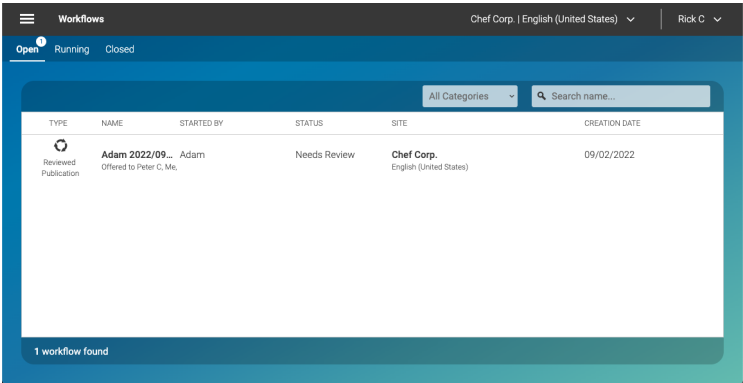 Workflows
Chef Corp. | English (United States)
Rick C
Open
1
Running
Closed
All Categories
Search name...
TYPE NAME STARTED BY STATUS SITE CREATION DATE
Reviewed
Publication
Adam 2022/09... Adam Needs Review Chef Corp. 09/02/2022
Offered to Peter C, Me, English (United States)
1 workflow found